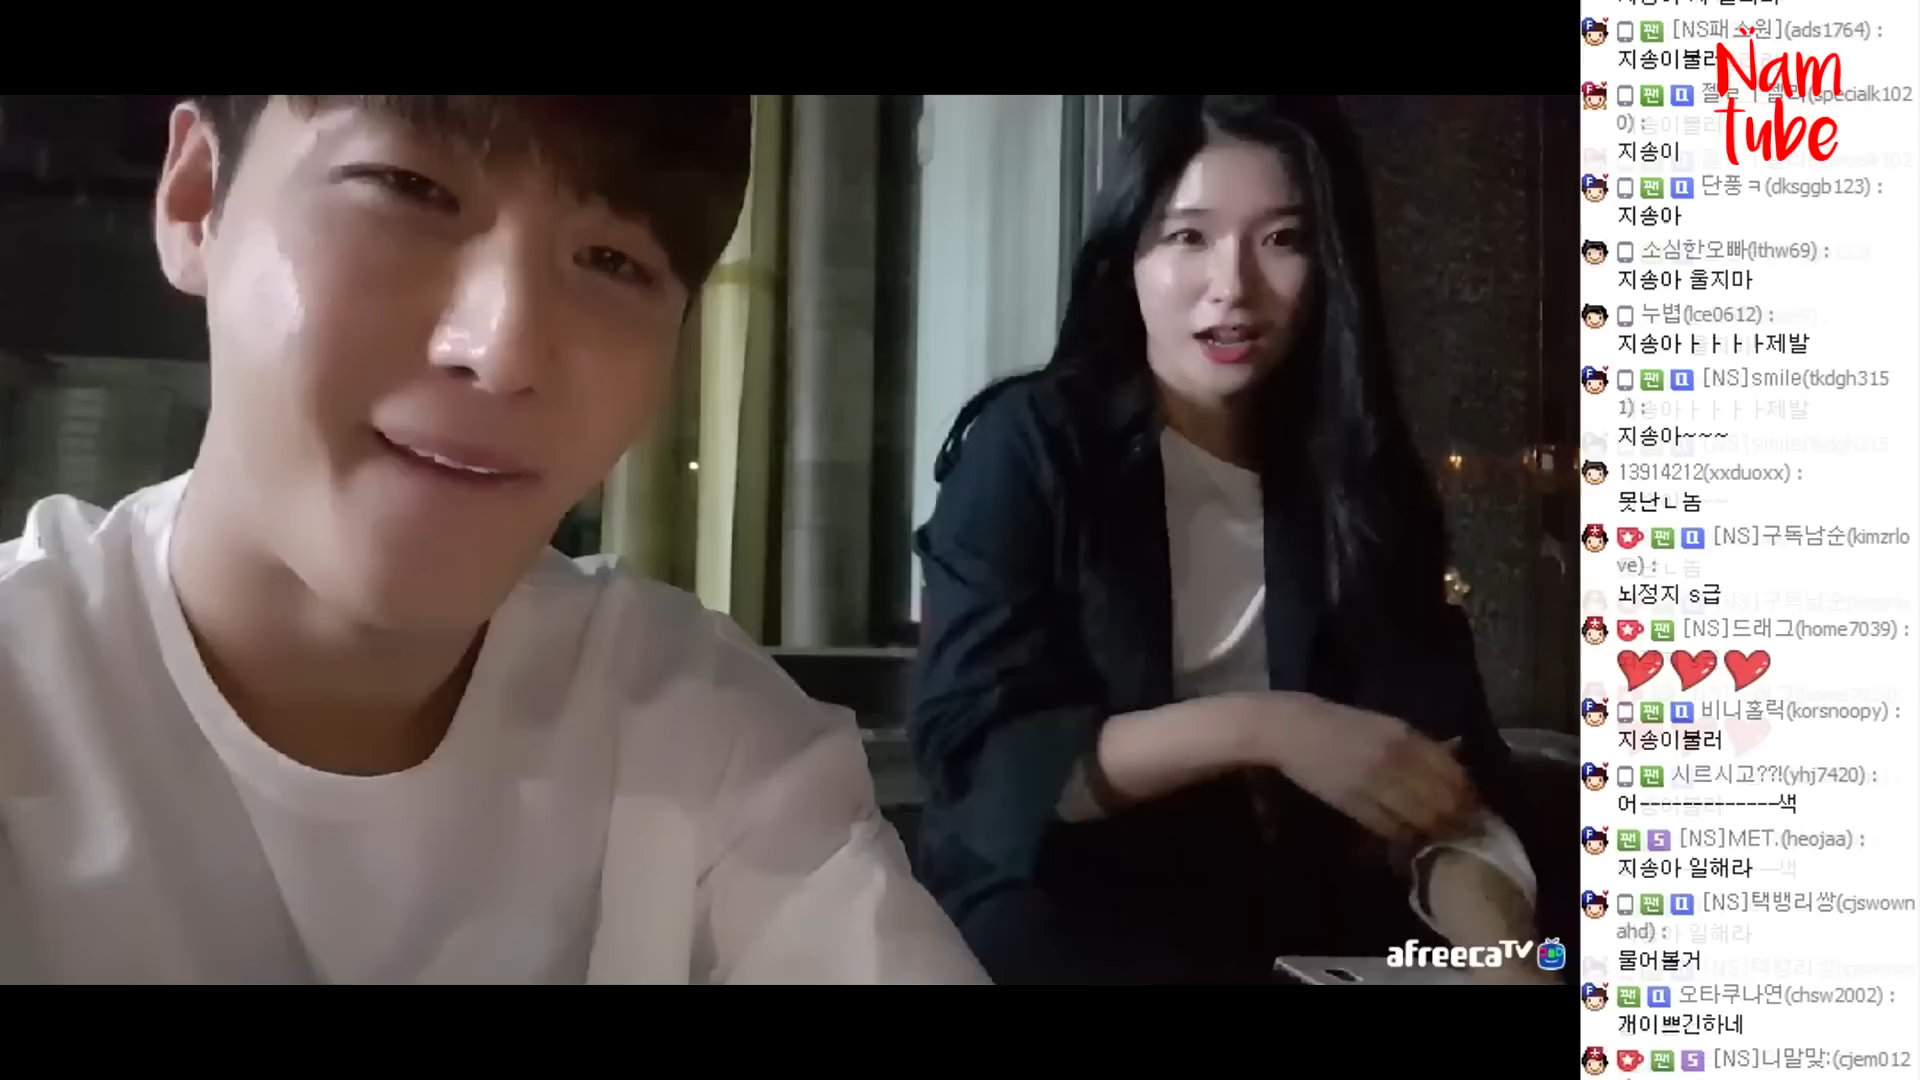 [NS패소원](ads1764) :
지송이불러
Nam
tube
(specialk102
0) :
지송이
단풍ㅋ(dksggb123) :
지송아
소심한오빠(lthw69) :
지송아 울지마
누볍(lce0612) :
지송아ㅏㅏㅏㅏ제발
[NS]smile(tkdgh315
1) :
지송아~~~
13914212(xxduoxx) :
못난ㄴ놈
[NS]구독남순(kimzrlo
ve) :
뇌정지 s급
[NS]드래그(home7039) :
비니홀릭(korsnoopy) :
지송이불러
시르시교??!(yhj7420) :
어-------------색
[NS]MET.(heojaa) :
지송아 일해라
[NS]택뱅리쌍(cjswown
ahd) :
물어볼거
오타쿠나연(chsw2002) :
개이쁘긴하네
[NS]니말맞:(cjem012
afreecaTV